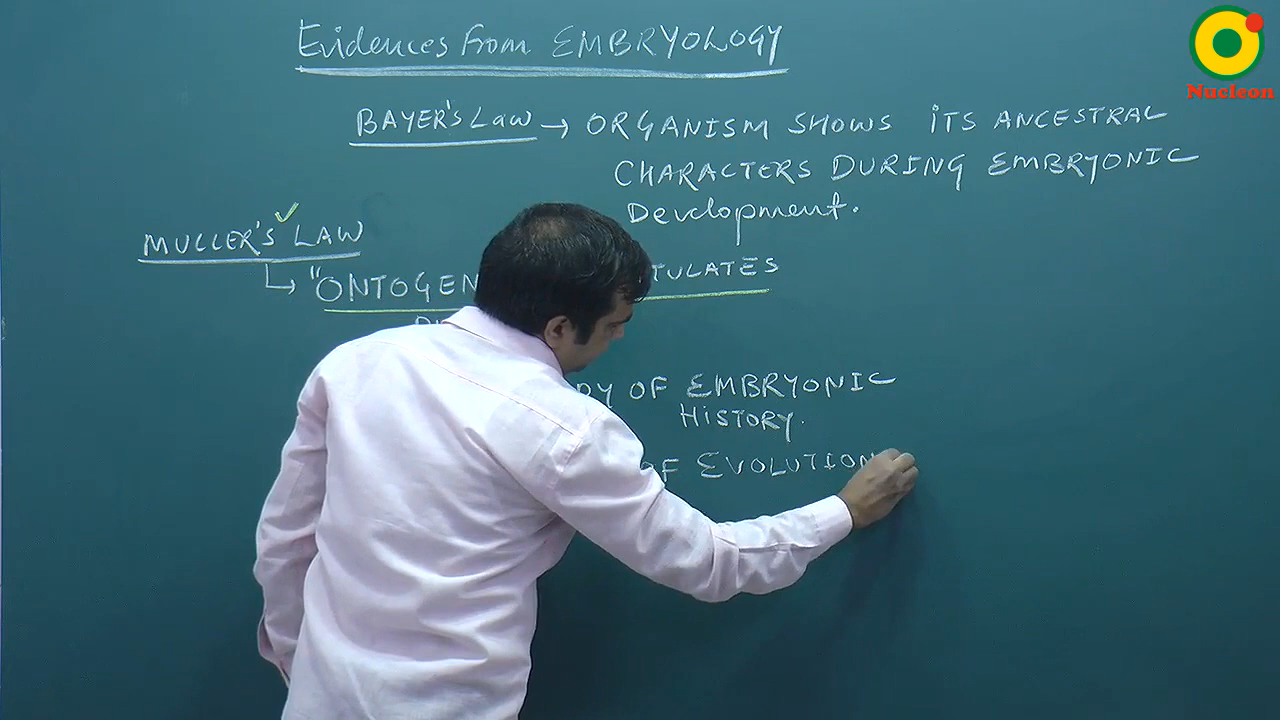 Evidences From EMBRYOLOGY
Nucleon
BAYER'S LAW → ORGANISM SHOWS ITS ANCESTRAL
CHARACTERS DURING EMBRYONIC
Development.
MULLER'S LAW
"ONTOGEN TULATES
OF EMBRYONIC
HISTORY.
OF EVOLUTION